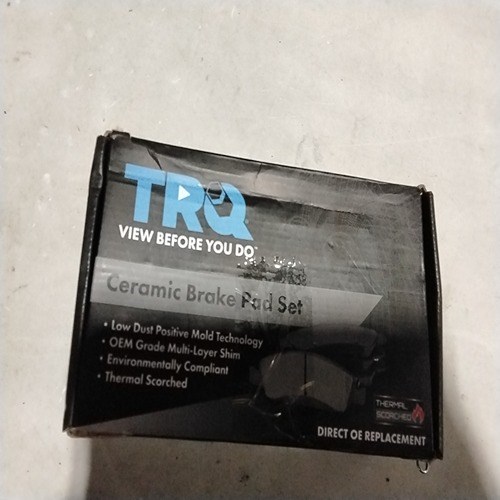 TRQ
VIEW BEFORE YOU DO™
Ceramic Brake Pad Set
• Low Dust Positive Mold Technology
• OEM Grade Multi-Layer Shim
• Environmentally Compliant
• Thermal Scorched
THERMAL
SCORCHED
DIRECT OE REPLACEMENT